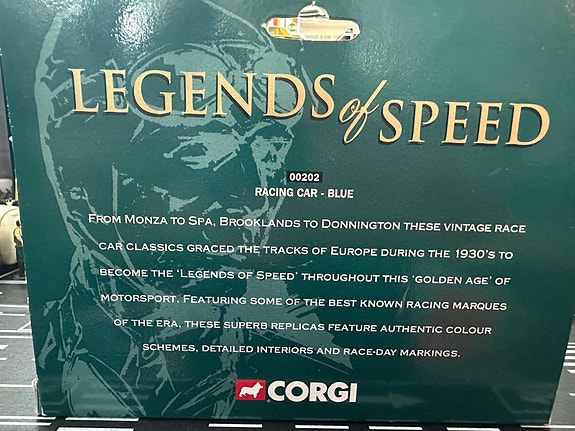 LEGENDS of SPEED
00202
RACING CAR - BLUE
FROM MONZA TO SPA, BROOKLANDS TO DONNINGTON THESE VINTAGE RACE
CAR CLASSICS GRACED THE TRACKS OF EUROPE DURING THE 1930'S TO
BECOME THE 'LEGENDS OF SPEED' THROUGHOUT THIS 'GOLDEN AGE' OF
MOTORSPORT. FEATURING SOME OF THE BEST KNOWN RACING MARQUES
OF THE ERA, THESE SUPERB REPLICAS FEATURE AUTHENTIC COLOUR
SCHEMES, DETAILED INTERIORS AND RACE-DAY MARKINGS.
CORGI